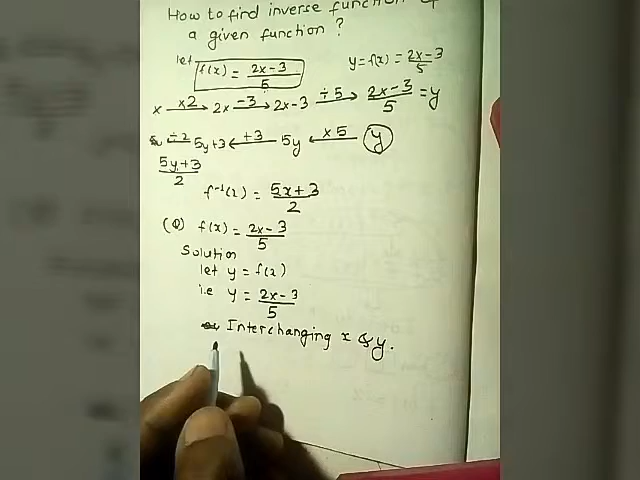 How to find inverse function of
a given function ?
let f(x) = 2x-3/5 y = f(x) = 2x-3/5
x ×2→ 2x -3→ 2x-3 ÷5→ 2x-3/5 = y
÷2← 5y+3 ←+3 5y ←×5 y
5y+3/2
f⁻¹(x) = 5x+3/2
(Q) f(x) = 2x-3/5
Solution
let y = f(x)
i.e y = 2x-3/5
Interchanging x & y.